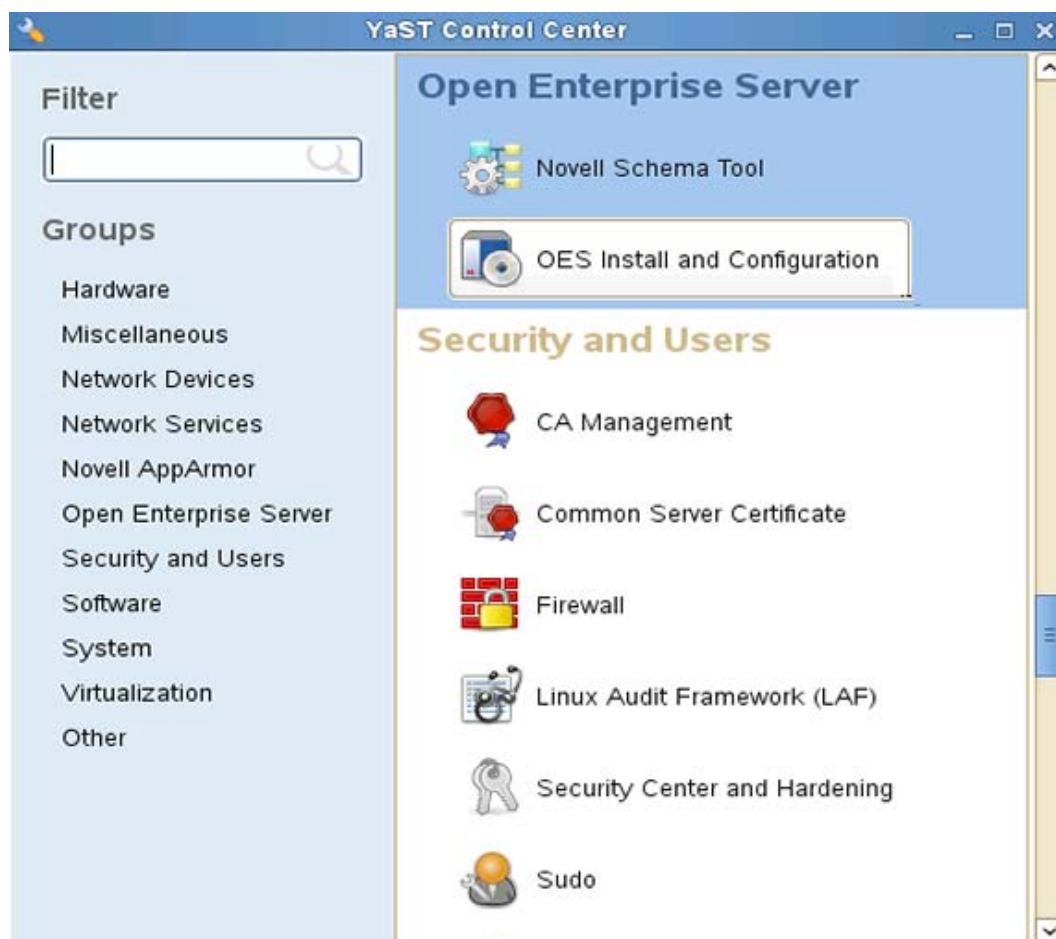 YaST Control Center
Filter
Groups
Hardware
Miscellaneous
Network Devices
Network Services
Novell AppArmor
Open Enterprise Server
Security and Users
Software
System
Virtualization
Other
Open Enterprise Server
Novell Schema Tool
OES Install and Configuration
Security and Users
CA Management
Common Server Certificate
Firewall
Linux Audit Framework (LAF)
Security Center and Hardening
Sudo